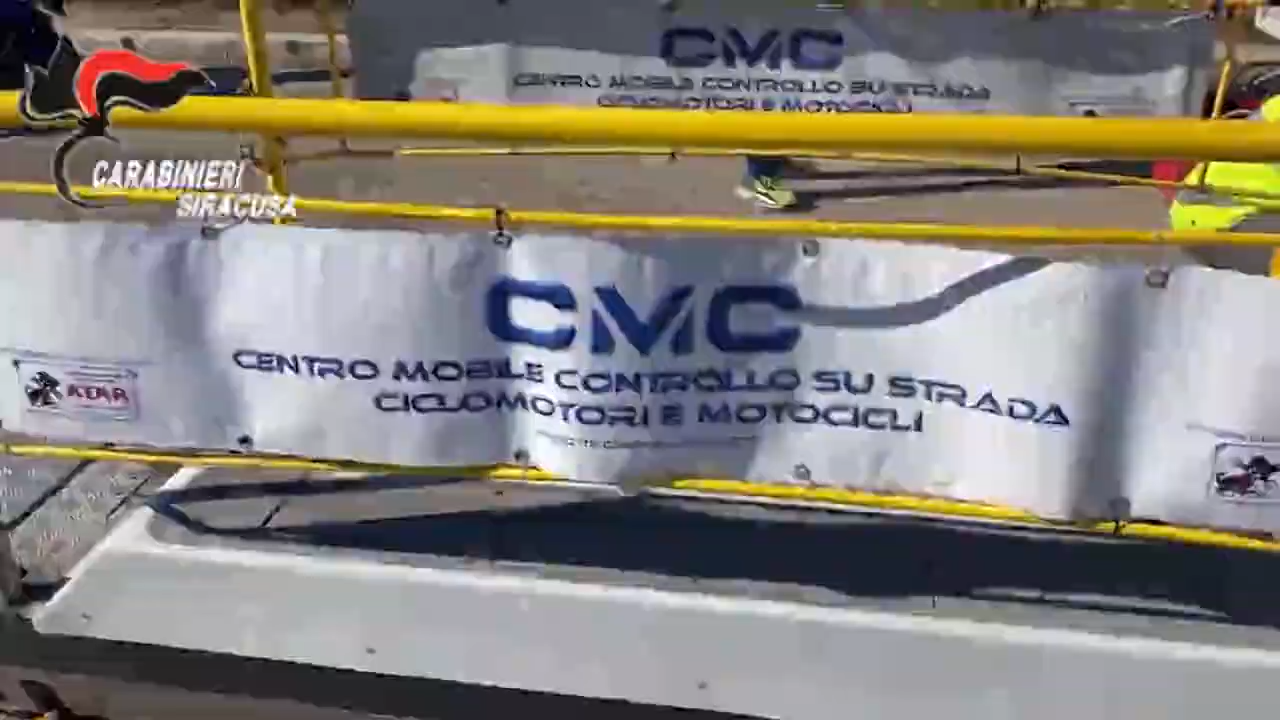 CMC
CENTRO MOBILE CONTROLLO SU STRADA
CICLOMOTORI E MOTOCICLI
CARABINIERI
SIRACUSA
CMC
CENTRO MOBILE CONTROLLO SU STRADA
CICLOMOTORI E MOTOCICLI